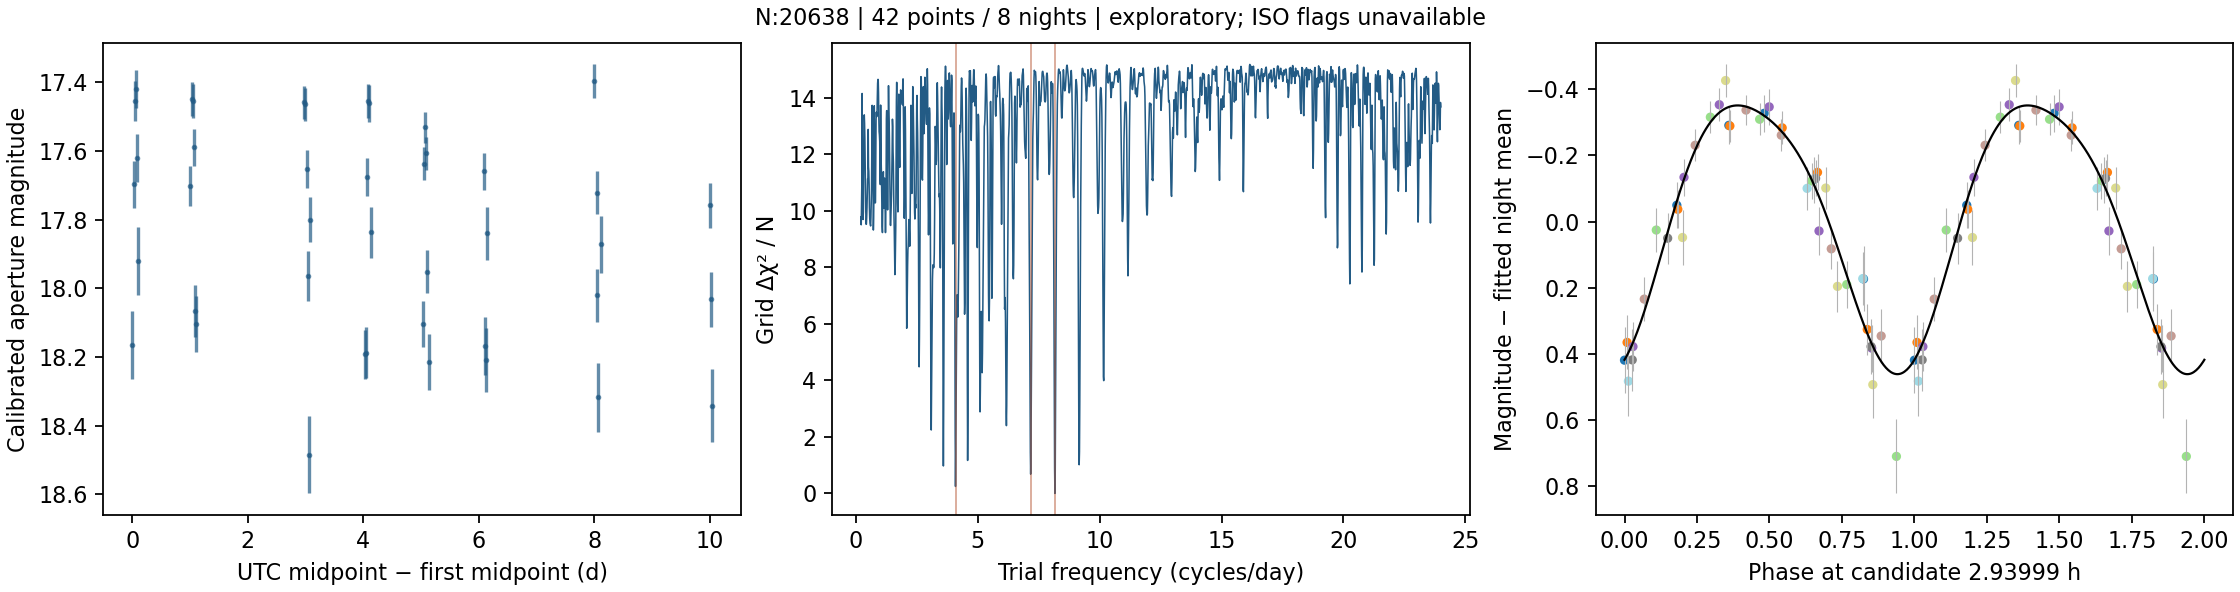 N:20638 | 42 points / 8 nights | exploratory; ISO flags unavailable
Calibrated aperture magnitude
17.4
17.6
17.8
18.0
18.2
18.4
18.6
0 2 4 6 8 10
UTC midpoint − first midpoint (d)
Grid Δχ² / N
14
12
10
8
6
4
2
0
0 5 10 15 20 25
Trial frequency (cycles/day)
Magnitude − fitted night mean
−0.4
−0.2
0.0
0.2
0.4
0.6
0.8
0.00 0.25 0.50 0.75 1.00 1.25 1.50 1.75 2.00
Phase at candidate 2.93999 h